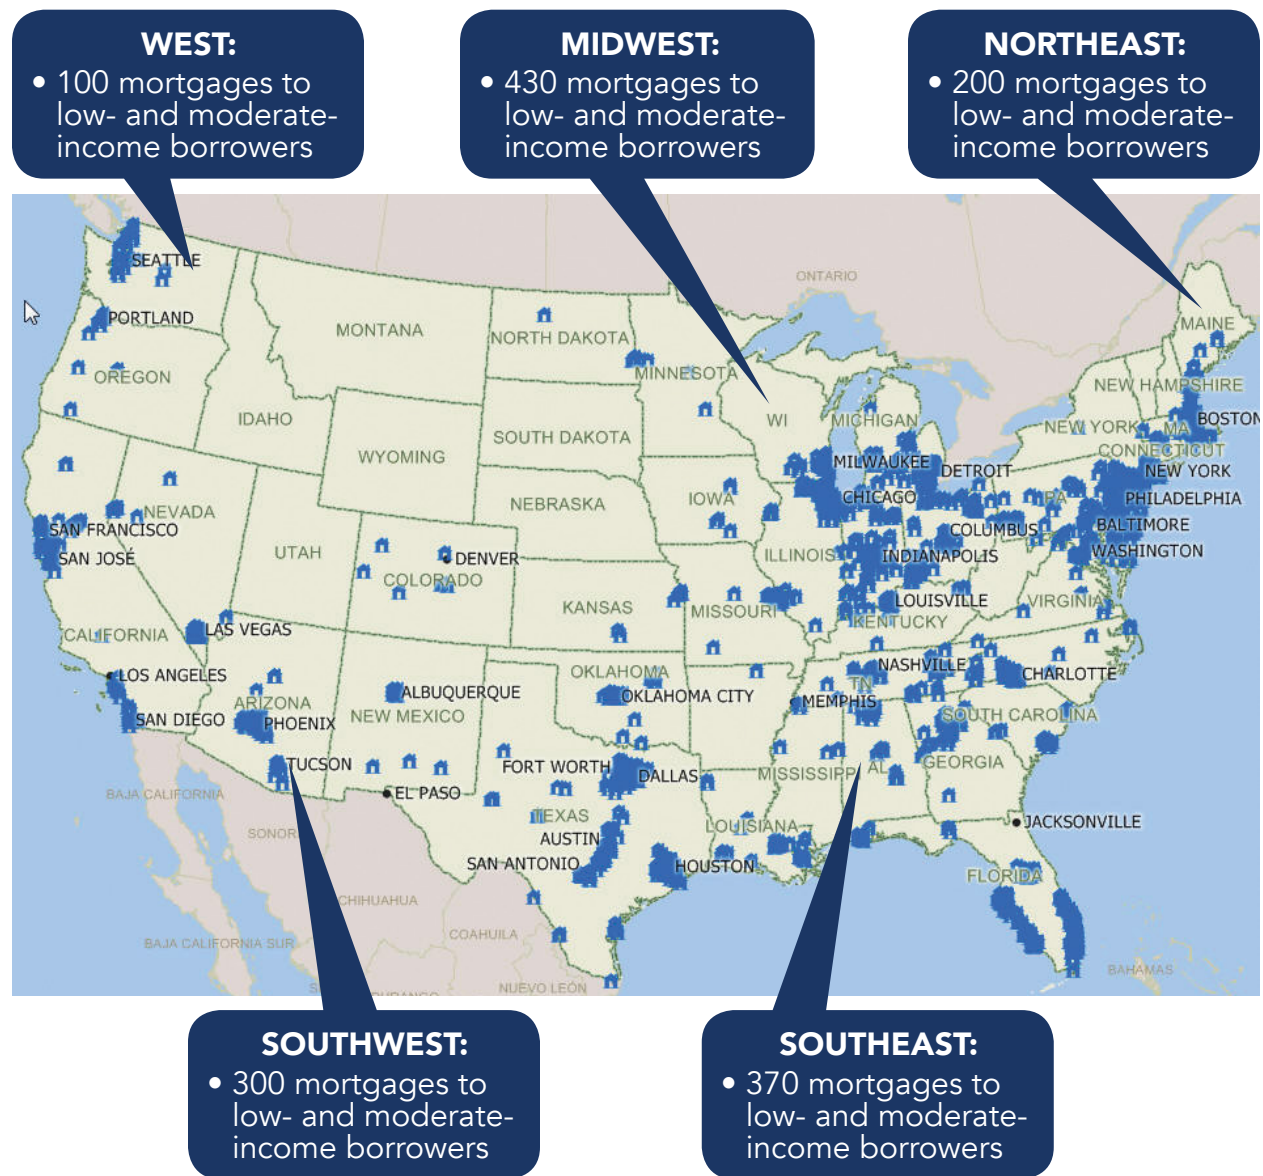 WEST:
• 100 mortgages to
low- and moderate-
income borrowers
MIDWEST:
• 430 mortgages to
low- and moderate-
income borrowers
NORTHEAST:
• 200 mortgages to
low- and moderate-
income borrowers
SEATTLE
ONTARIO
PORTLAND
MONTANA
NORTH DAKOTA
MAINE
OREGON
MINNESOTA
NEW HAMPSHIRE
IDAHO
WI
MICHIGAN
BOSTON
SOUTH DAKOTA
NEW YORK
MA
CONNECTICUT
WYOMING
MILWAUKEE
DETROIT
NEW YORK
NEBRASKA
IOWA
CHICAGO
PA
PHILADELPHIA
NEVADA
SAN FRANCISCO
COLUMBUS
BALTIMORE
SAN JOSÉ
UTAH
DENVER
ILLINOIS
INDIANAPOLIS
WASHINGTON
COLORADO
KANSAS
MISSOURI
LOUISVILLE
VIRGINIA
CALIFORNIA
LAS VEGAS
KENTUCKY
LOS ANGELES
OKLAHOMA
NASHVILLE
CHARLOTTE
TN
ARIZONA
ALBUQUERQUE
OKLAHOMA CITY
MEMPHIS
SAN DIEGO
PHOENIX
NEW MEXICO
SOUTH CAROLINA
TUCSON
FORT WORTH
DALLAS
MISSISSIPPI
AL
GEORGIA
BAJA CALIFORNIA
EL PASO
SONOR
TEXAS
LOUISIANA
JACKSONVILLE
AUSTIN
SAN ANTONIO
HOUSTON
FLORIDA
CHIHUAHUA
COAHUILA
BAJA CALIFORNIA SUR
NUEVO LEÓN
BAHAMAS
SOUTHWEST:
• 300 mortgages to
low- and moderate-
income borrowers
SOUTHEAST:
• 370 mortgages to
low- and moderate-
income borrowers